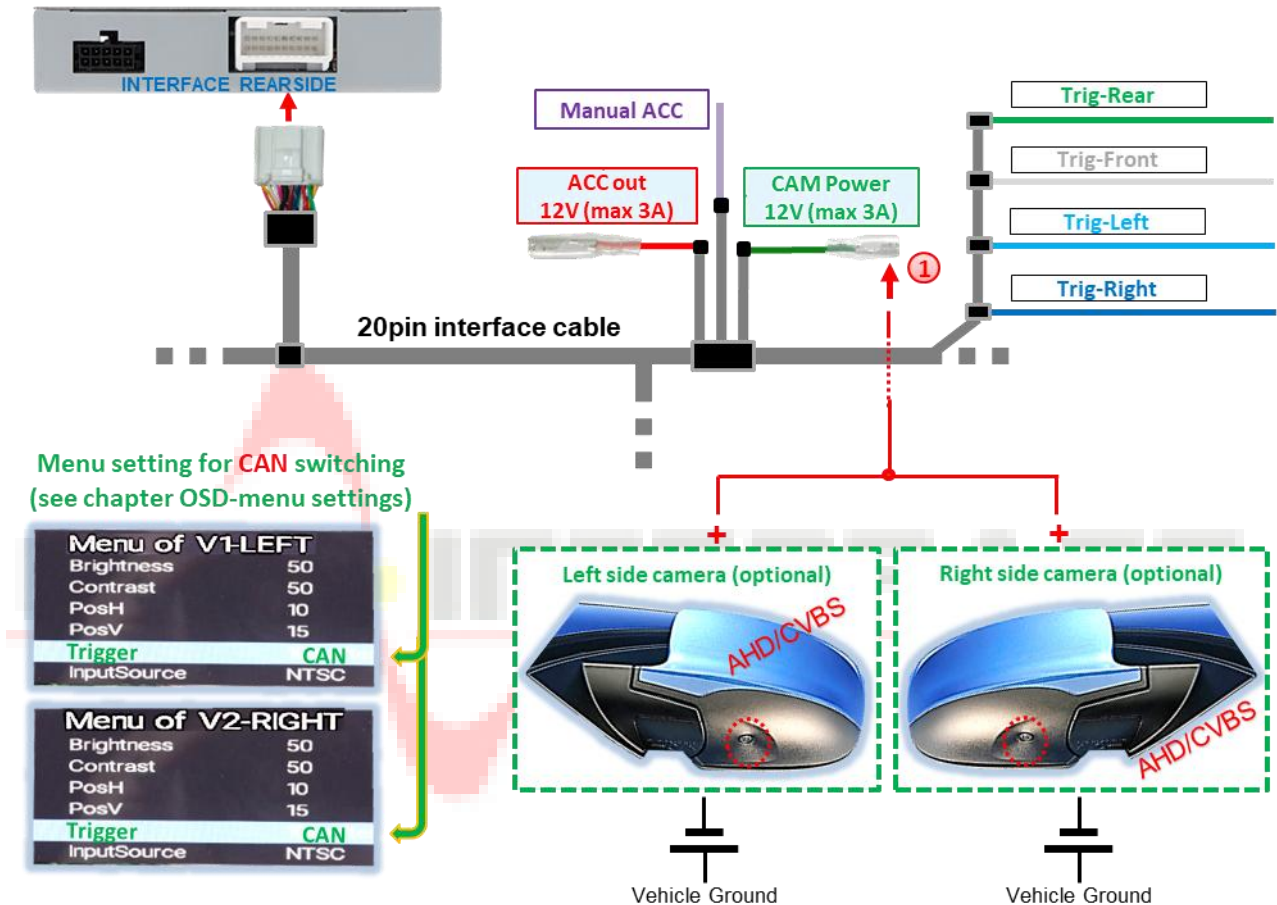 INTERFACE REARSIDE
Manual ACC
ACC out
12V (max 3A)
CAM Power
12V (max 3A)
1
Trig-Rear
Trig-Front
Trig-Left
Trig-Right
20pin interface cable
Menu setting for CAN switching
(see chapter OSD-menu settings)
Menu of V1-LEFT
Brightness 50
Contrast 50
PosH 10
PosV 15
Trigger CAN
InputSource NTSC
Menu of V2-RIGHT
Brightness 50
Contrast 50
PosH 10
PosV 15
Trigger CAN
InputSource NTSC
+
+
Left side camera (optional)
AHD/CVBS
Right side camera (optional)
AHD/CVBS
Vehicle Ground
Vehicle Ground